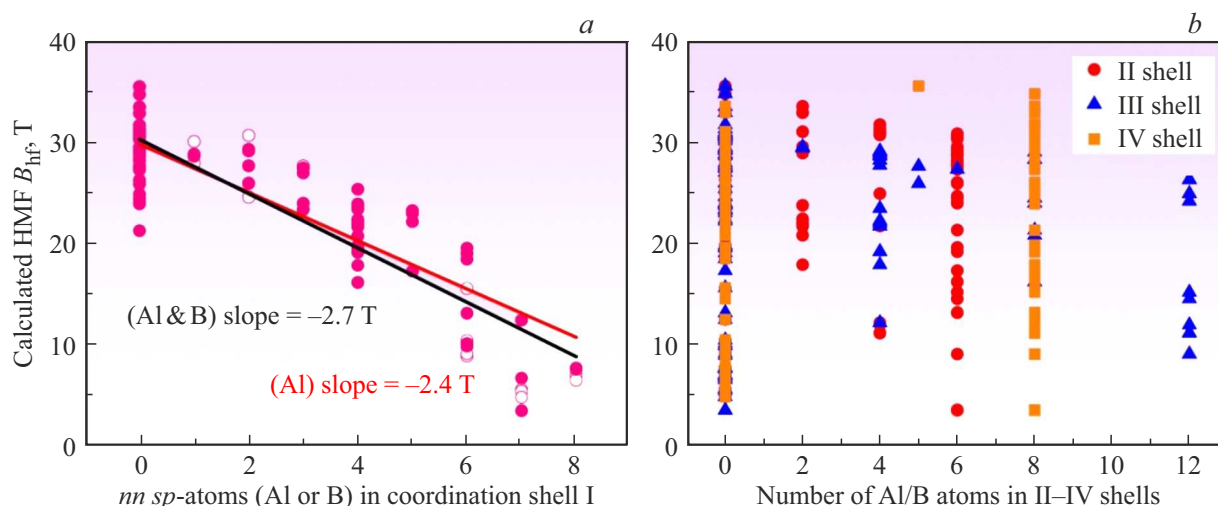 a
40
30
20
10
0
Calculated HMF B_hf, T
(Al & B) slope = –2.7 T
(Al) slope = –2.4 T
0 2 4 6 8
nn sp-atoms (Al or B) in coordination shell I
b
40
30
20
10
0
II shell
III shell
IV shell
0 2 4 6 8 10 12
Number of Al/B atoms in II–IV shells